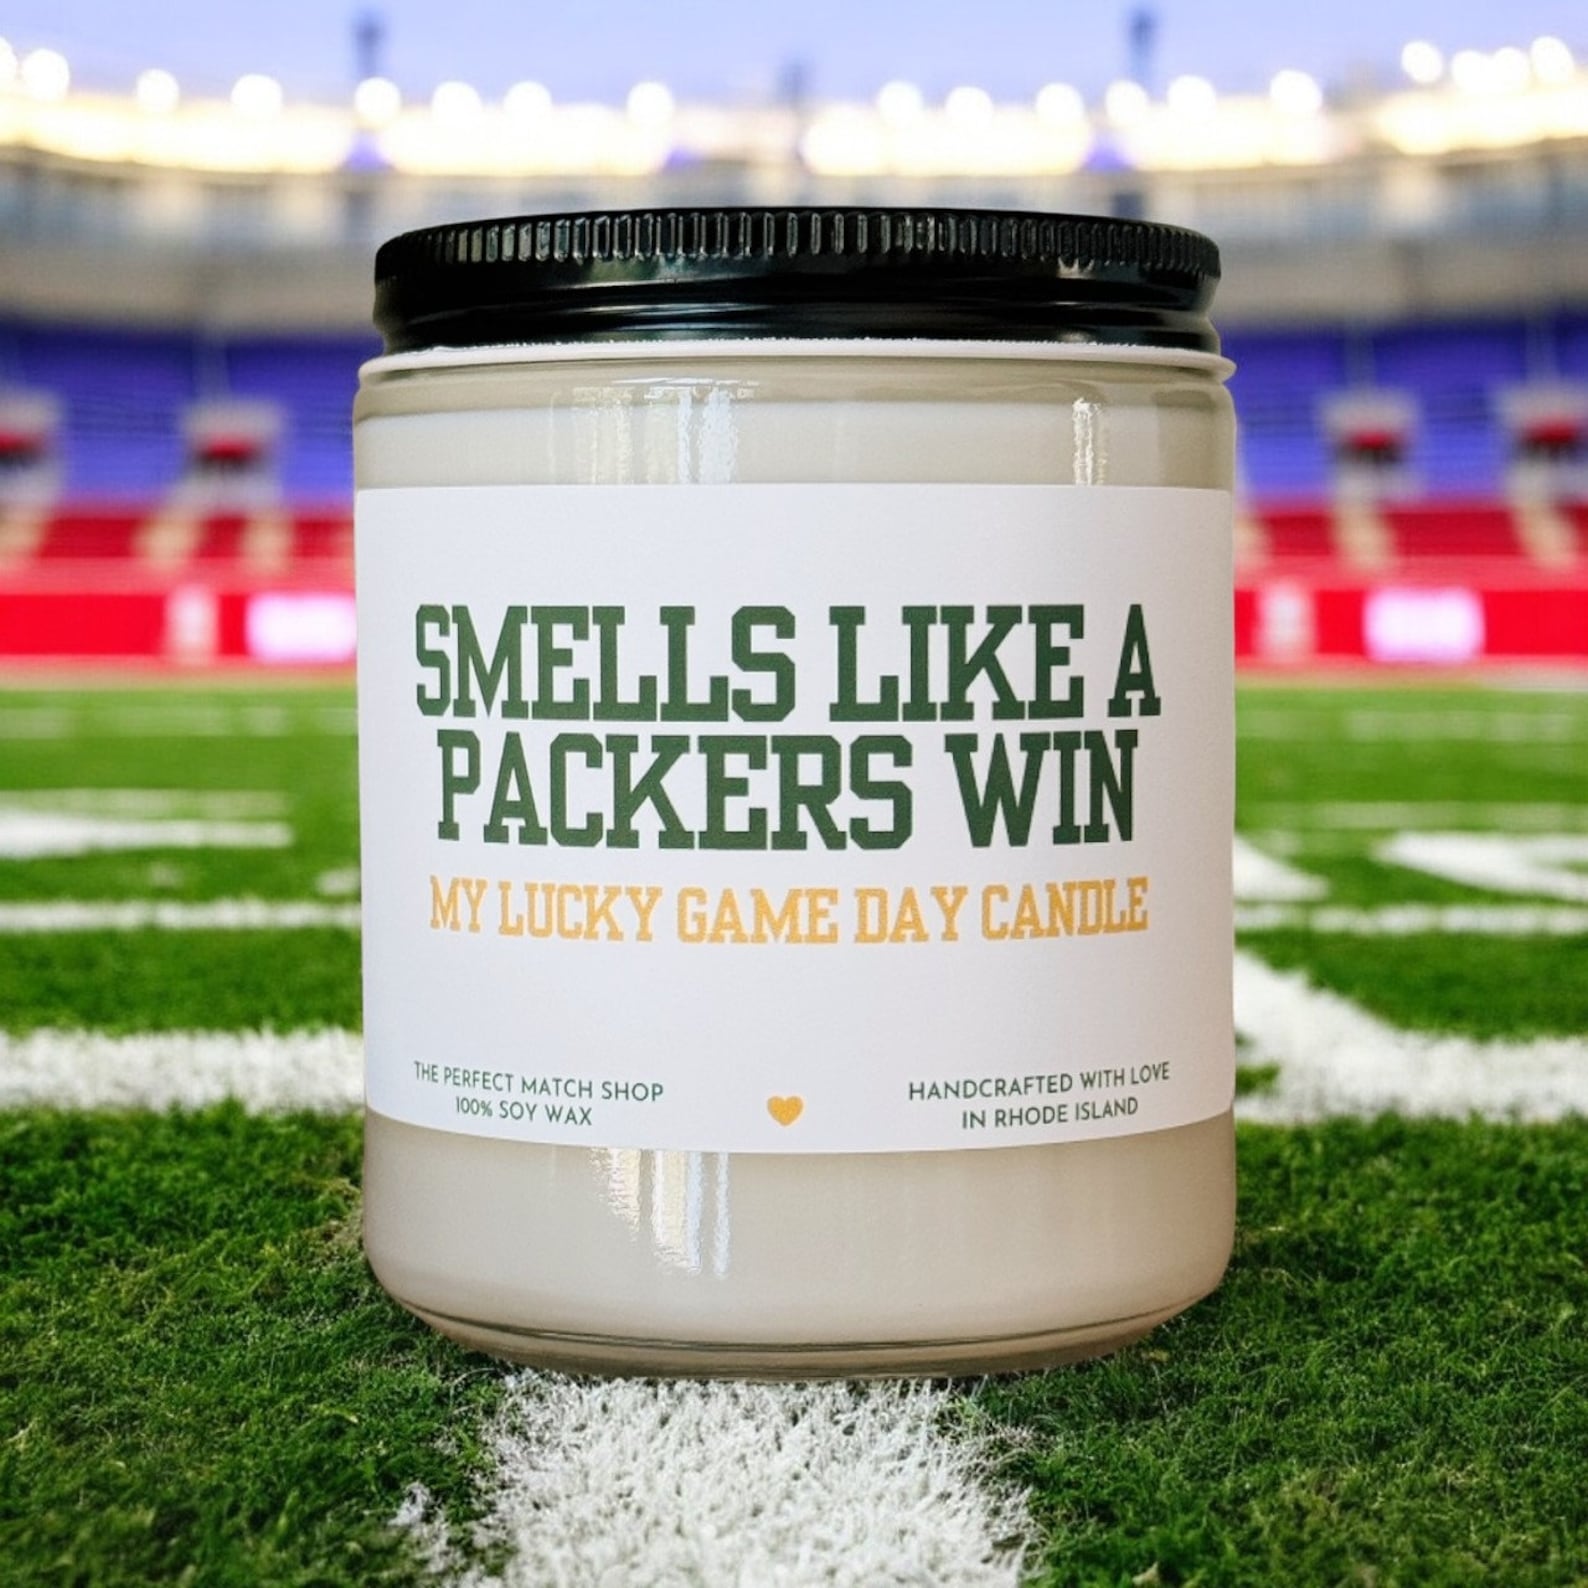 SMELLS LIKE A
PACKERS WIN
MY LUCKY GAME DAY CANDLE
THE PERFECT MATCH SHOP
100% SOY WAX
HANDCRAFTED WITH LOVE
IN RHODE ISLAND